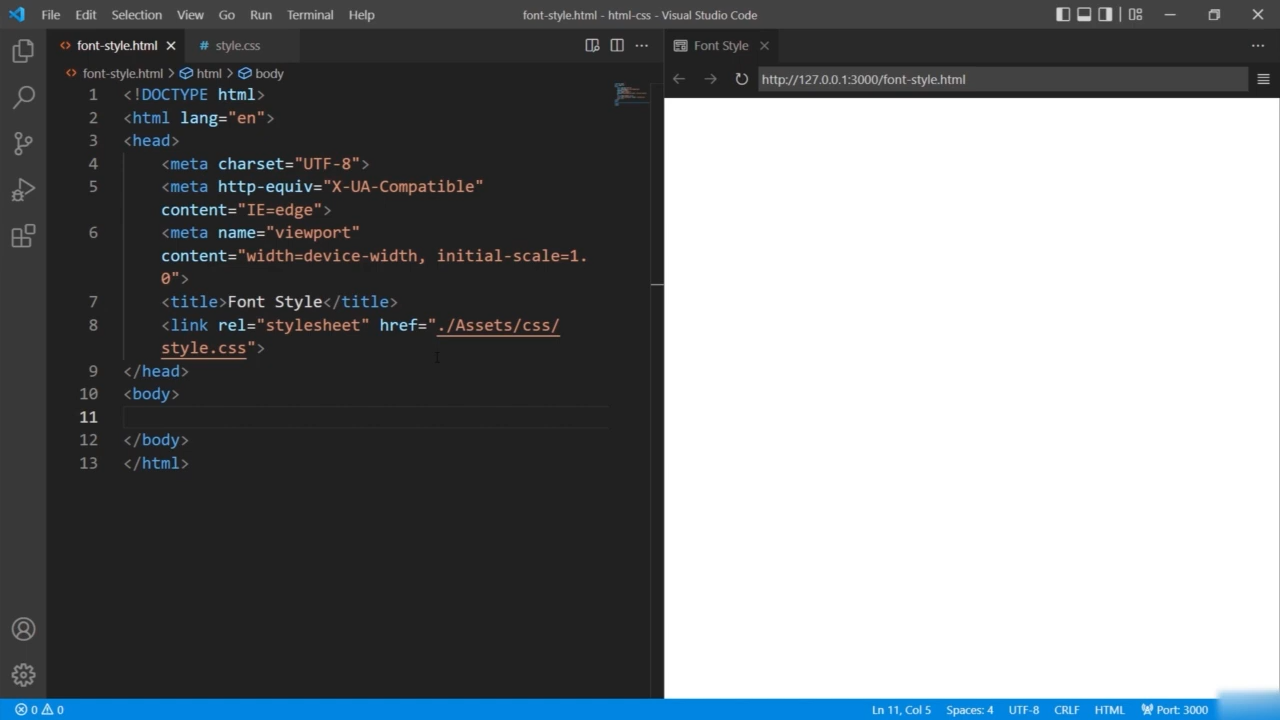 File Edit Selection View Go Run Terminal Help font-style.html - html-css - Visual Studio Code
font-style.html style.css Font Style
font-style.html > html > body http://127.0.0.1:3000/font-style.html
1 <!DOCTYPE html>
2 <html lang="en">
3 <head>
4 <meta charset="UTF-8">
5 <meta http-equiv="X-UA-Compatible"
content="IE=edge">
6 <meta name="viewport"
content="width=device-width, initial-scale=1.
0">
7 <title>Font Style</title>
8 <link rel="stylesheet" href="./Assets/css/
style.css">
9 </head>
10 <body>
11
12 </body>
13 </html>
0 0 Ln 11, Col 5 Spaces: 4 UTF-8 CRLF HTML Port: 3000